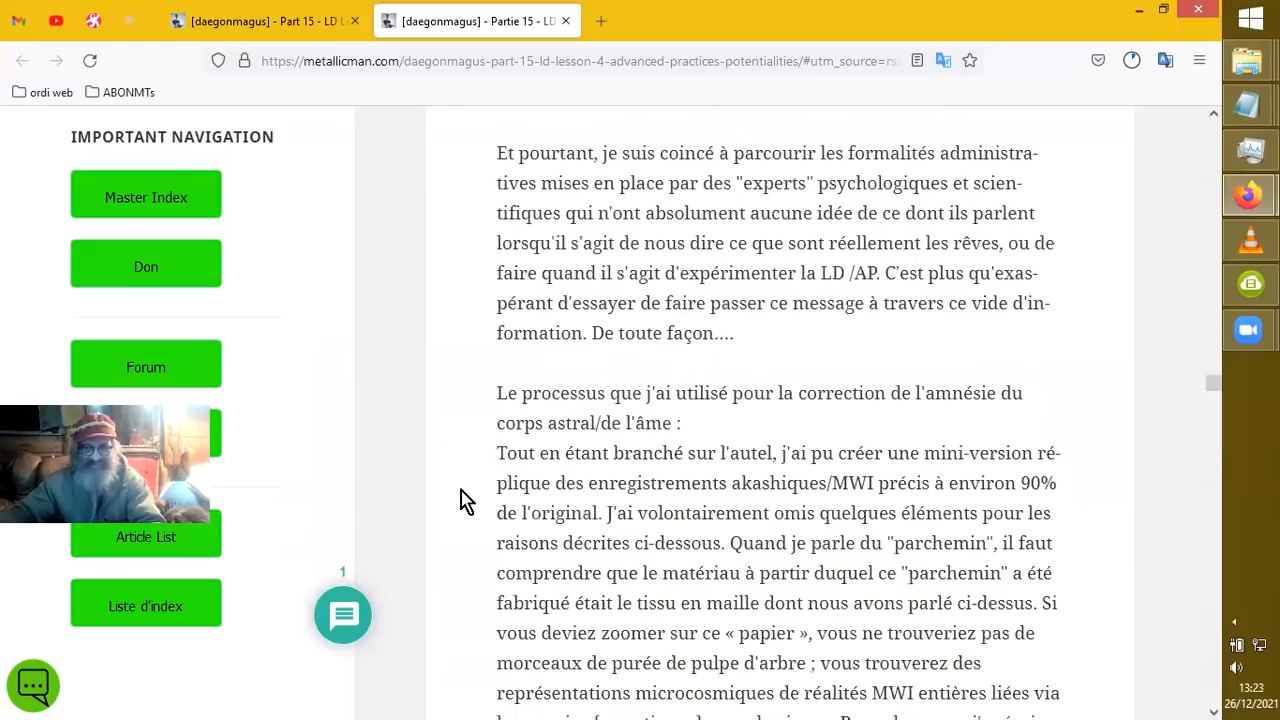 [daegonmagus] - Part 15 - LD L
[daegonmagus] - Partie 15 - LD
https://metallicman.com/daegonmagus-part-15-ld-lesson-4-advanced-practices-potentialities/#utm_source=rs
ordi web
ABONMTs
IMPORTANT NAVIGATION
Master Index
Don
Forum
Article List
Liste d'index
1
Et pourtant, je suis coincé à parcourir les formalités administra-
tives mises en place par des "experts" psychologiques et scien-
tifiques qui n'ont absolument aucune idée de ce dont ils parlent
lorsqu'il s'agit de nous dire ce que sont réellement les rêves, ou de
faire quand il s'agit d'expérimenter la LD /AP. C'est plus qu'exas-
pérant d'essayer de faire passer ce message à travers ce vide d'in-
formation. De toute façon....
Le processus que j'ai utilisé pour la correction de l'amnésie du
corps astral/de l'âme :
Tout en étant branché sur l'autel, j'ai pu créer une mini-version ré-
plique des enregistrements akashiques/MWI précis à environ 90%
de l'original. J'ai volontairement omis quelques éléments pour les
raisons décrites ci-dessous. Quand je parle du "parchemin", il faut
comprendre que le matériau à partir duquel ce "parchemin" a été
fabriqué était le tissu en maille dont nous avons parlé ci-dessus. Si
vous deviez zoomer sur ce « papier », vous ne trouveriez pas de
morceaux de purée de pulpe d'arbre ; vous trouverez des
représentations microcosmiques de réalités MWI entières liées via
13:23
26/12/2021